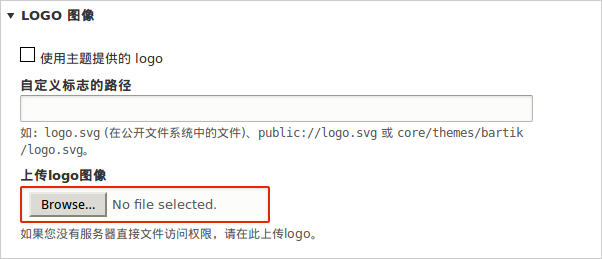 LOGO 图像
使用主题提供的 logo
自定义标志的路径
如: logo.svg (在公开文件系统中的文件)、public://logo.svg 或 core/themes/bartik
/logo.svg。
上传logo图像
Browse... No file selected.
如果您没有服务器直接文件访问权限，请在此上传logo。